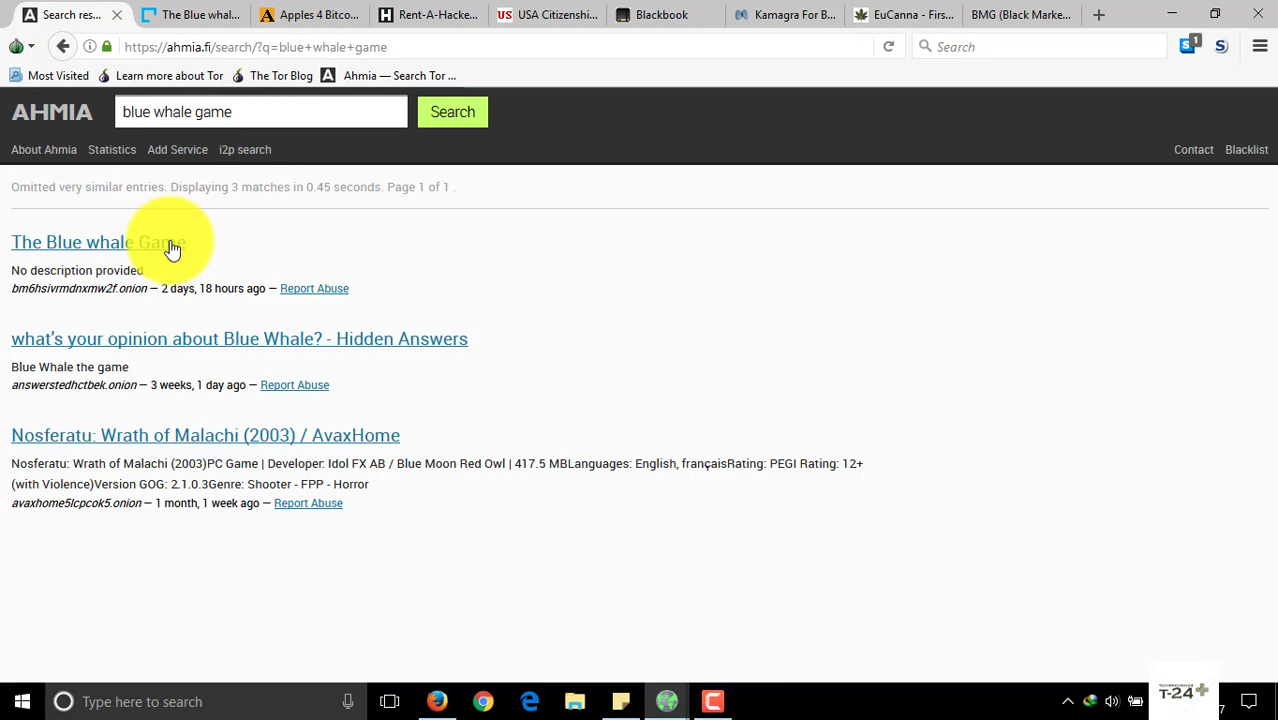 Search res... The Blue whal... Apples 4 Bitco... Rent-A-Hacke... US USA Citizenshi... Blackbook Kamagra For B... EuCanna - Firs... BMG (Black Marke...
https://ahmia.fi/search/?q=blue+whale+game Search 1
Most Visited Learn more about Tor The Tor Blog Ahmia — Search Tor ...
AHMIA blue whale game Search
About Ahmia Statistics Add Service i2p search Contact Blacklist
Omitted very similar entries. Displaying 3 matches in 0.45 seconds. Page 1 of 1 .
The Blue whale Game
No description provided
bm6hsivrmdnxmw2f.onion — 2 days, 18 hours ago — Report Abuse
what's your opinion about Blue Whale? - Hidden Answers
Blue Whale the game
answerstedhctbek.onion — 3 weeks, 1 day ago — Report Abuse
Nosferatu: Wrath of Malachi (2003) / AvaxHome
Nosferatu: Wrath of Malachi (2003)PC Game | Developer: Idol FX AB / Blue Moon Red Owl | 417.5 MBLanguages: English, françaisRating: PEGI Rating: 12+
(with Violence)Version GOG: 2.1.0.3Genre: Shooter - FPP - Horror
avaxhome5lcpcok5.onion — 1 month, 1 week ago — Report Abuse
Type here to search
T-24+